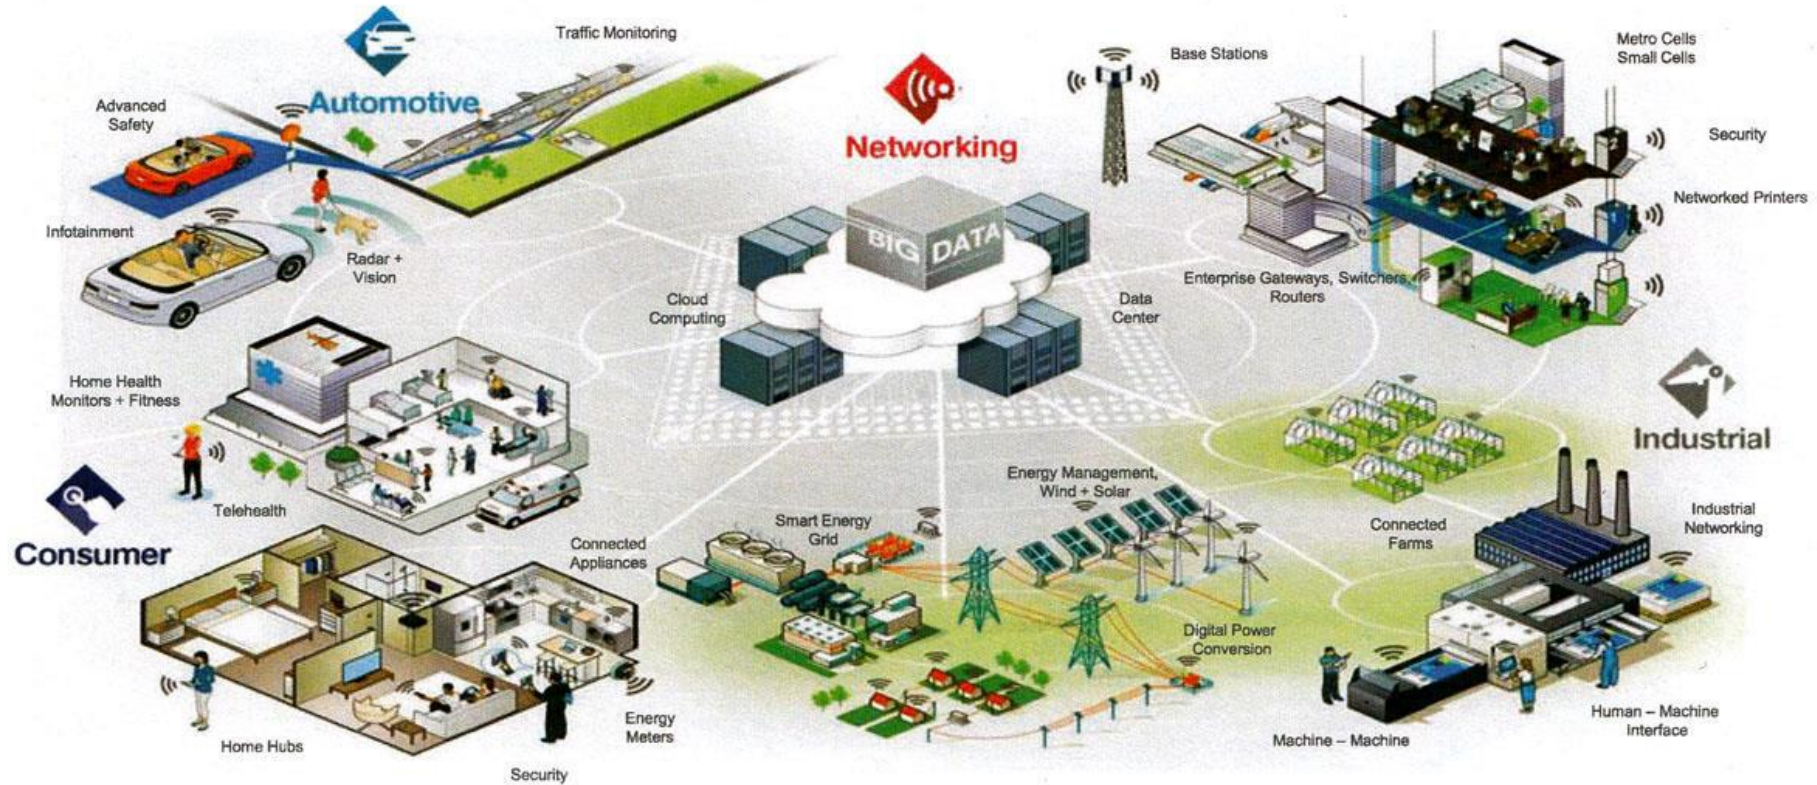 Traffic Monitoring
Automotive
Advanced
Safety
Infotainment
Radar +
Vision
Networking
BIG DATA
Cloud
Computing
Data
Center
Base Stations
Metro Cells
Small Cells
Security
Networked Printers
Enterprise Gateways, Switchers,
Routers
Home Health
Monitors + Fitness
Telehealth
Consumer
Connected
Appliances
Home Hubs
Security
Energy
Meters
Smart Energy
Grid
Energy Management,
Wind + Solar
Digital Power
Conversion
Industrial
Connected
Farms
Industrial
Networking
Machine – Machine
Human – Machine
Interface